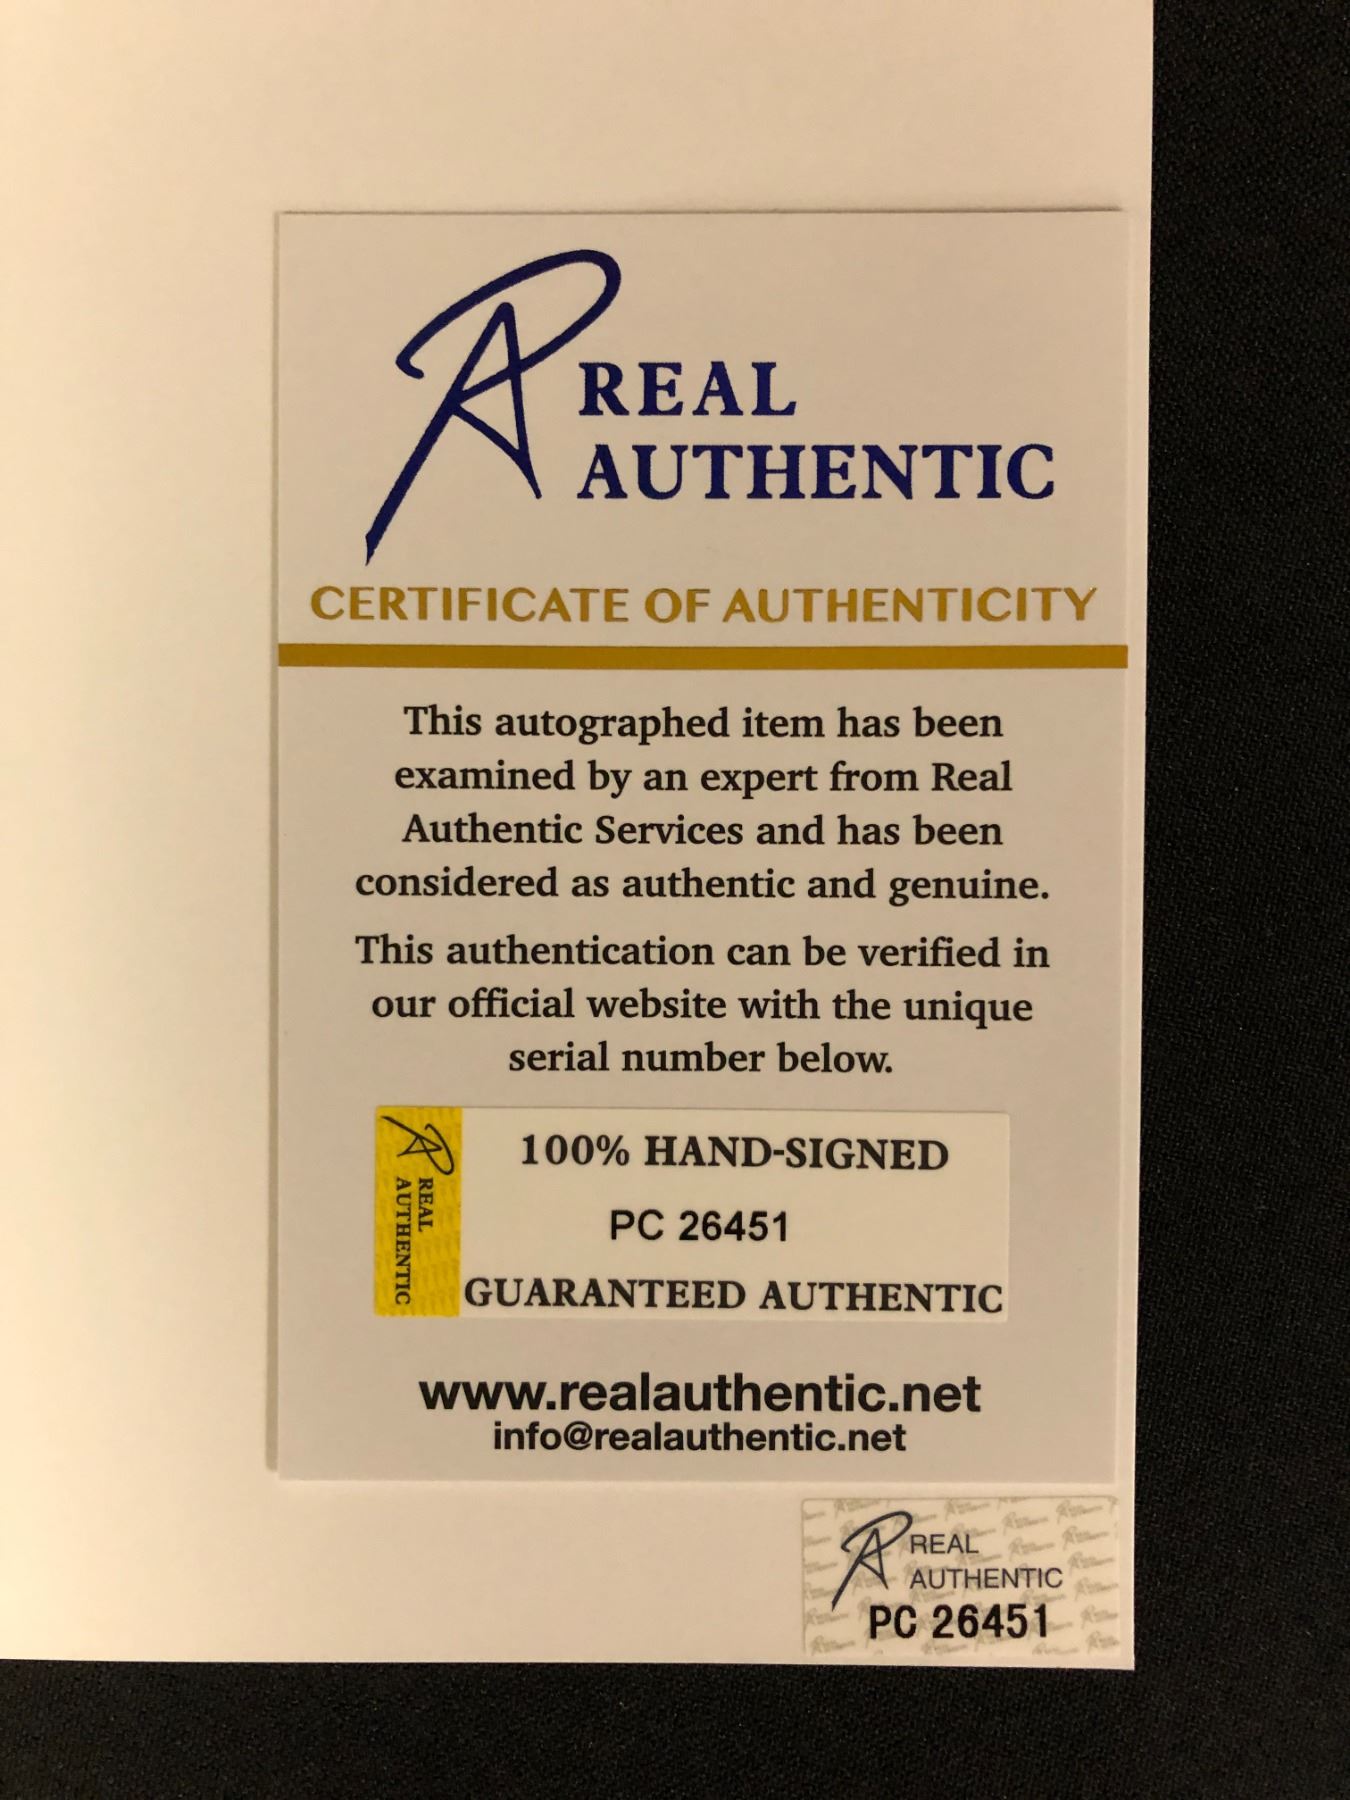 REAL
AUTHENTIC
CERTIFICATE OF AUTHENTICITY
This autographed item has been
examined by an expert from Real
Authentic Services and has been
considered as authentic and genuine.
This authentication can be verified in
our official website with the unique
serial number below.
REAL
AUTHENTIC
100% HAND-SIGNED
PC 26451
GUARANTEED AUTHENTIC
www.realauthentic.net
info@realauthentic.net
REAL
AUTHENTIC
PC 26451